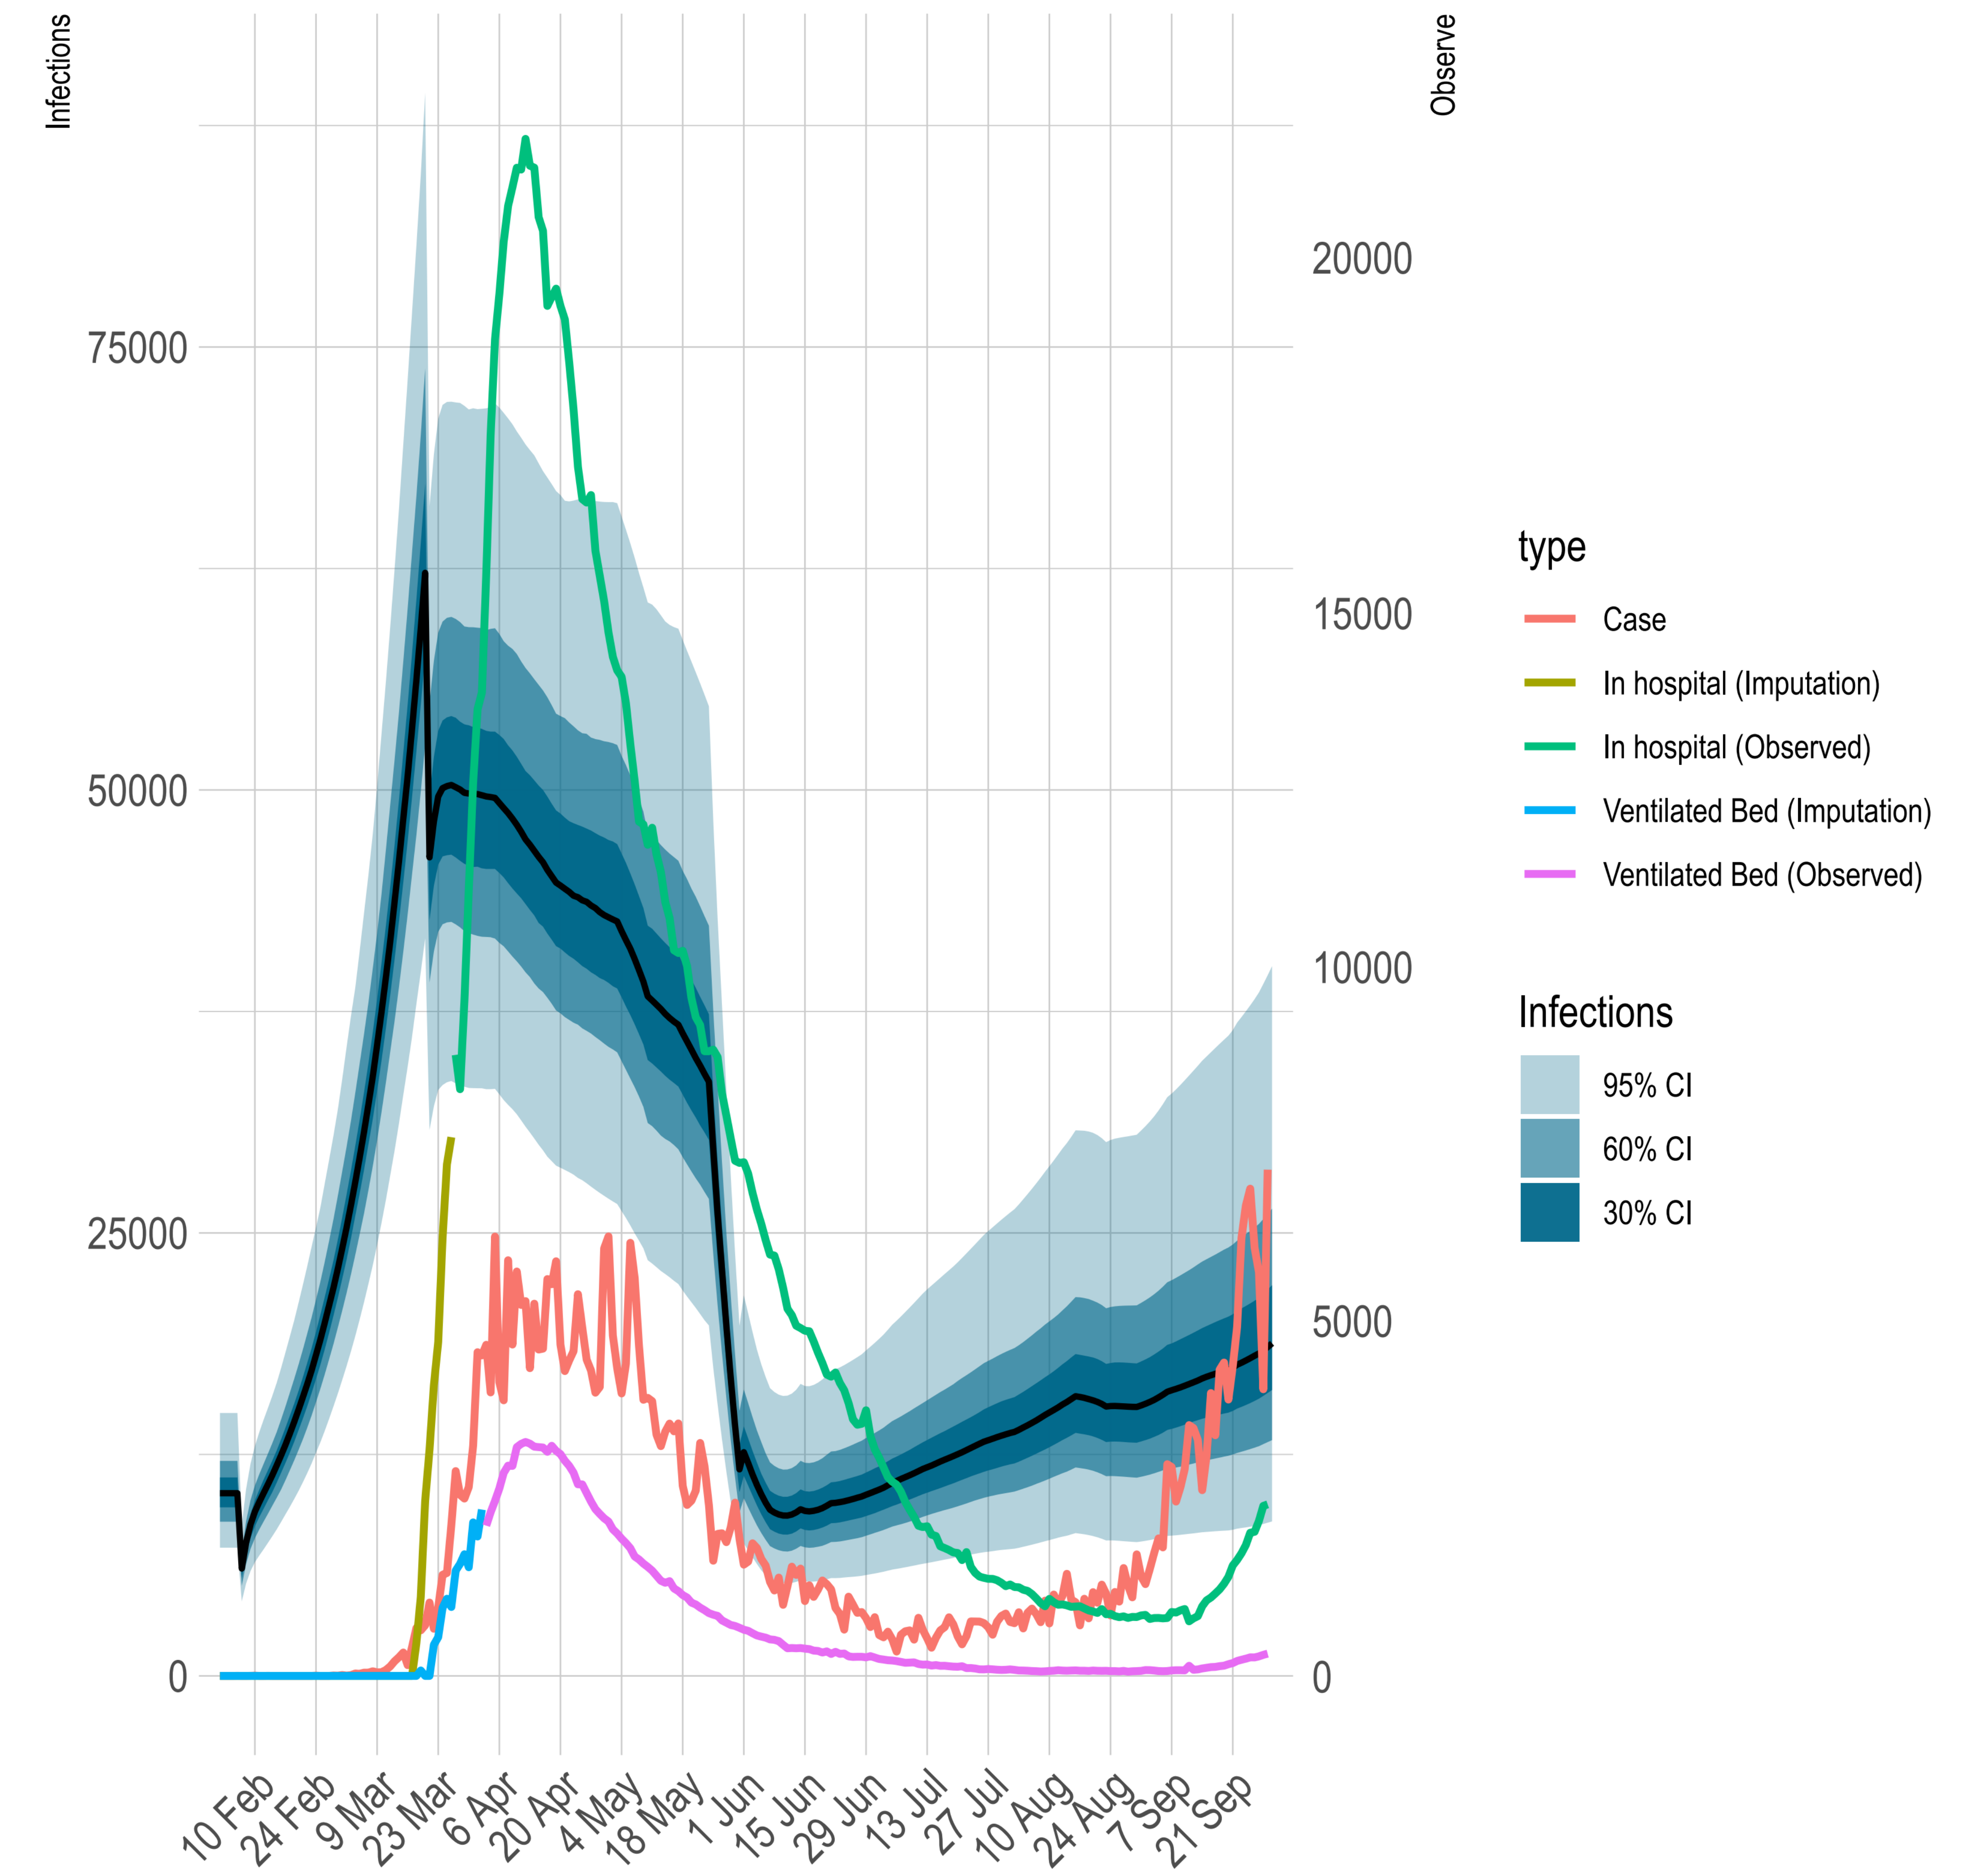 Infections
Observe
75000
50000
25000
0
20000
15000
10000
5000
0
10 Feb
24 Feb
9 Mar
23 Mar
6 Apr
20 Apr
4 May
18 May
1 Jun
15 Jun
29 Jun
13 Jul
27 Jul
10 Aug
24 Aug
7 Sep
21 Sep
type
Case
In hospital (Imputation)
In hospital (Observed)
Ventilated Bed (Imputation)
Ventilated Bed (Observed)
Infections
95% CI
60% CI
30% CI